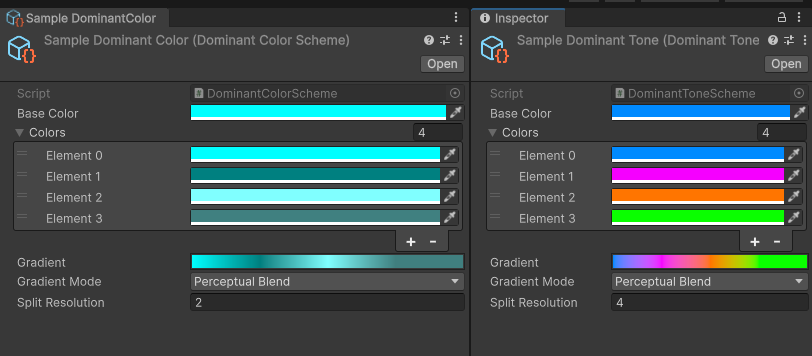 Sample DominantColor
Sample Dominant Color (Dominant Color Scheme)
Open
Script
DominantColorScheme
Base Color
Colors
4
Element 0
Element 1
Element 2
Element 3
+ -
Gradient
Gradient Mode
Perceptual Blend
Split Resolution
2
Inspector
Sample Dominant Tone (Dominant Tone
Open
Script
DominantToneScheme
Base Color
Colors
4
Element 0
Element 1
Element 2
Element 3
+ -
Gradient
Gradient Mode
Perceptual Blend
Split Resolution
4